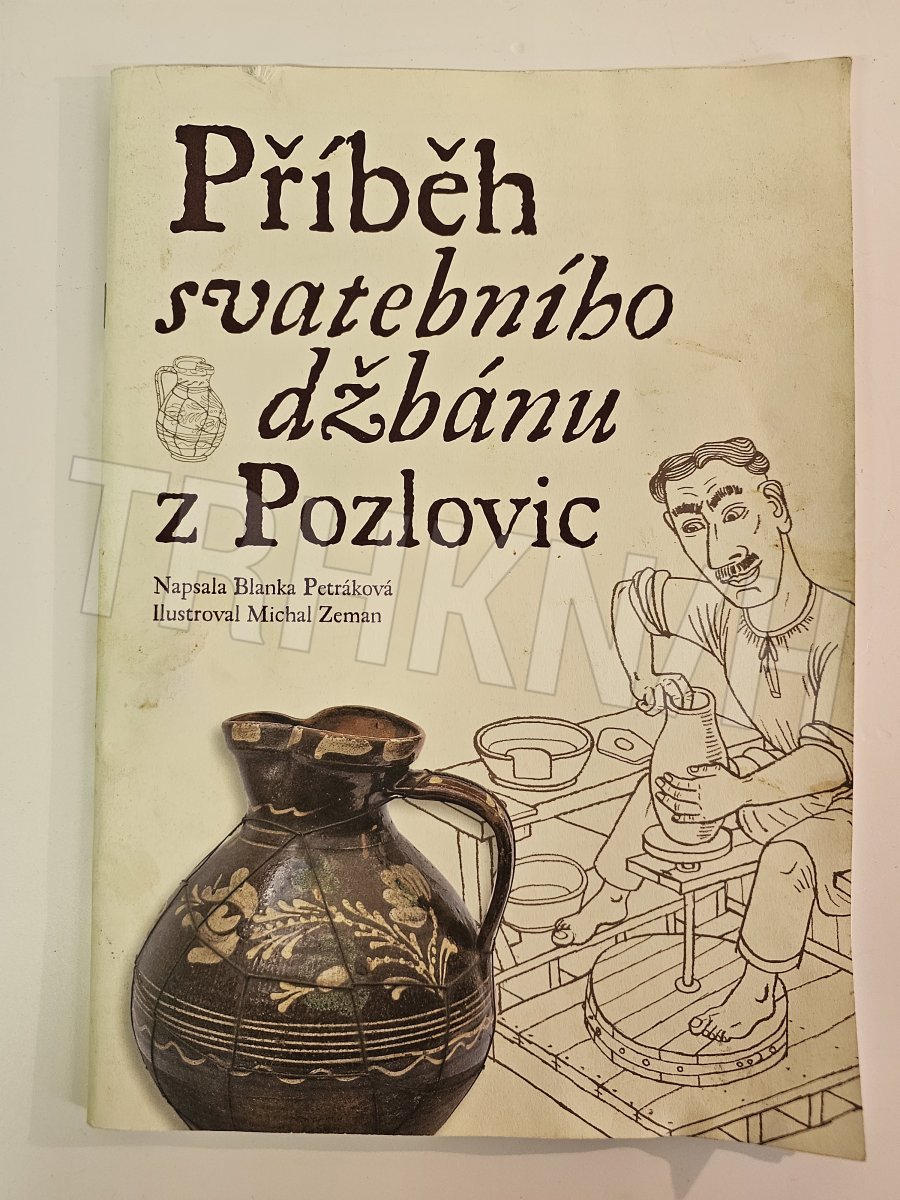 Příběh
svatebního
džbánu
z Pozlovic
Napsala Blanka Petráková
Ilustroval Michal Zeman
TRHKNIH